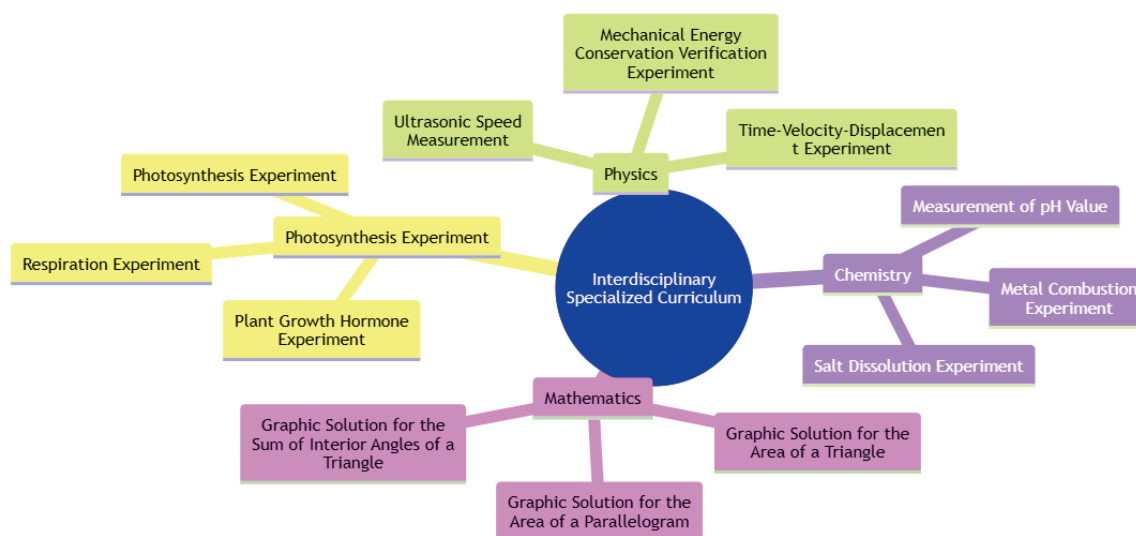 Mechanical Energy
Conservation Verification
Experiment
Ultrasonic Speed
Measurement
Time-Velocity-Displacemen
t Experiment
Physics
Photosynthesis Experiment
Photosynthesis Experiment
Respiration Experiment
Plant Growth Hormone
Experiment
Interdisciplinary
Specialized Curriculum
Measurement of pH Value
Chemistry
Metal Combustion
Experiment
Salt Dissolution Experiment
Mathematics
Graphic Solution for the
Sum of Interior Angles of a
Triangle
Graphic Solution for the
Area of a Triangle
Graphic Solution for the
Area of a Parallelogram